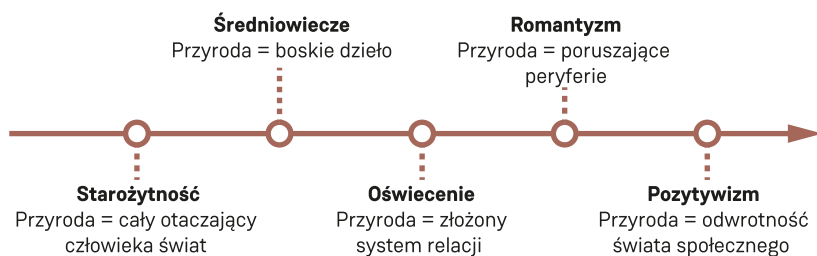 Średniowiecze
Przyroda = boskie dzieło
Romantyzm
Przyroda = poruszające
peryferie
Starożytność
Przyroda = cały otaczający
człowieka świat
Oświecenie
Przyroda = złożony
system relacji
Pozytywizm
Przyroda = odwrotność
świata społecznego